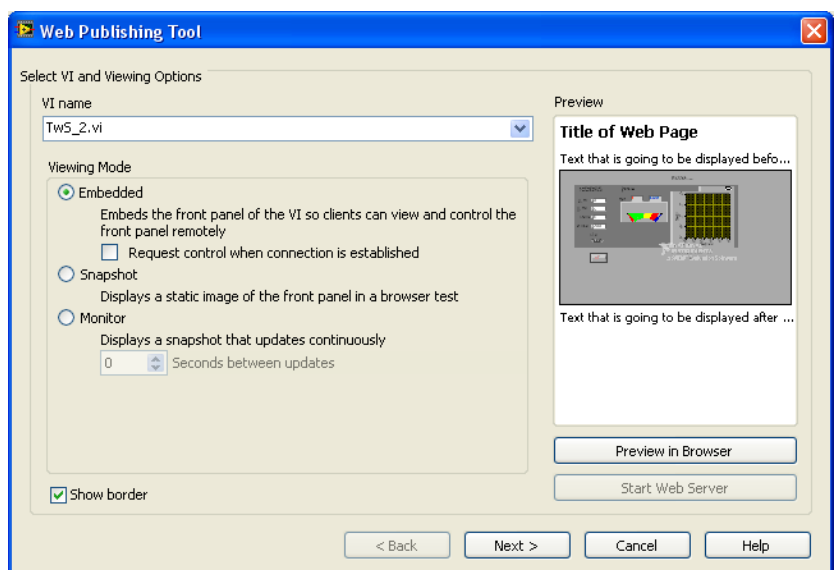 Web Publishing Tool
Select VI and Viewing Options
VI name
TwS_2.vi
Viewing Mode
Embedded
Embeds the front panel of the VI so clients can view and control the
front panel remotely
Request control when connection is established
Snapshot
Displays a static image of the front panel in a browser test
Monitor
Displays a snapshot that updates continuously
0 Seconds between updates
Show border
Preview
Title of Web Page
Text that is going to be displayed befo...
Text that is going to be displayed after ...
Preview in Browser
Start Web Server
< Back Next > Cancel Help